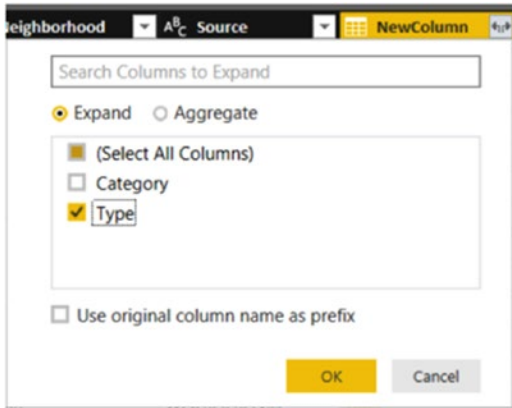 eighborhood ABC Source NewColumn
Search Columns to Expand
Expand Aggregate
(Select All Columns)
Category
Type
Use original column name as prefix
OK Cancel